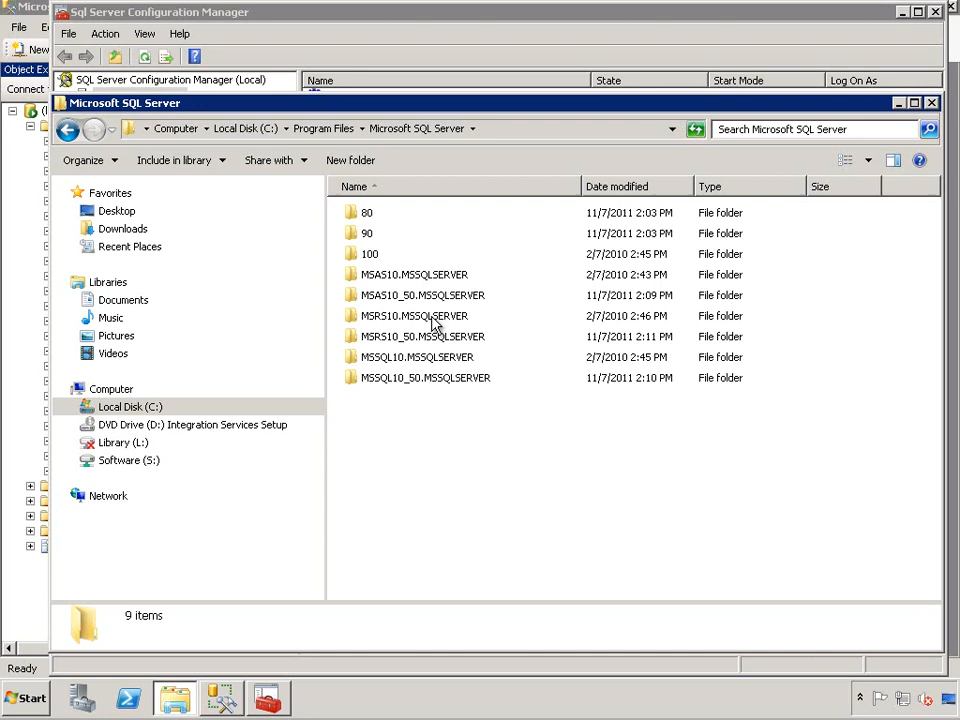 Micros
Sql Server Configuration Manager
File
File Action View Help
New
Object Ex
SQL Server Configuration Manager (Local) Name State Start Mode Log On As
Connect
Microsoft SQL Server
Computer Local Disk (C:) Program Files Microsoft SQL Server Search Microsoft SQL Server
Organize Include in library Share with New folder
Name Date modified Type Size
Favorites
Desktop
Downloads
Recent Places
Libraries
Documents
Music
Pictures
Videos
Computer
Local Disk (C:)
DVD Drive (D:) Integration Services Setup
Library (L:)
Software (S:)
Network
80 11/7/2011 2:03 PM File folder
90 11/7/2011 2:03 PM File folder
100 2/7/2010 2:45 PM File folder
MSAS10.MSSQLSERVER 2/7/2010 2:43 PM File folder
MSAS10_50.MSSQLSERVER 11/7/2011 2:09 PM File folder
MSRS10.MSSQLSERVER 2/7/2010 2:46 PM File folder
MSRS10_50.MSSQLSERVER 11/7/2011 2:11 PM File folder
MSSQL10.MSSQLSERVER 2/7/2010 2:45 PM File folder
MSSQL10_50.MSSQLSERVER 11/7/2011 2:10 PM File folder
9 items
Ready
Start